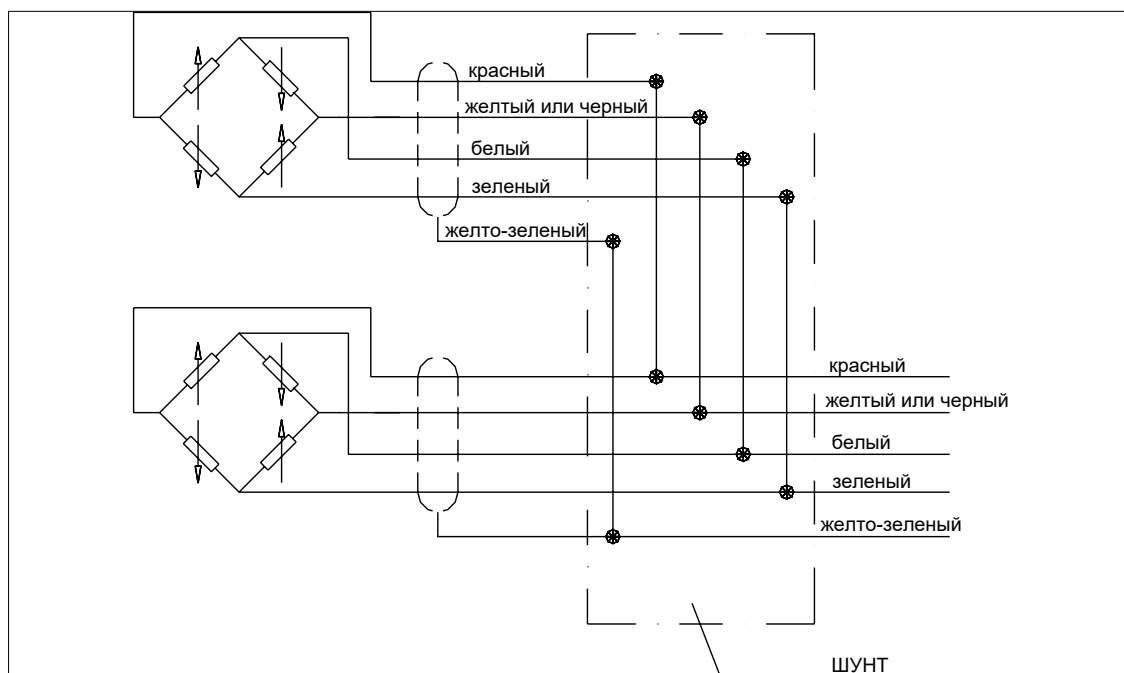 красный
желтый или черный
белый
зеленый
желто-зеленый
красный
желтый или черный
белый
зеленый
желто-зеленый
ШУНТ